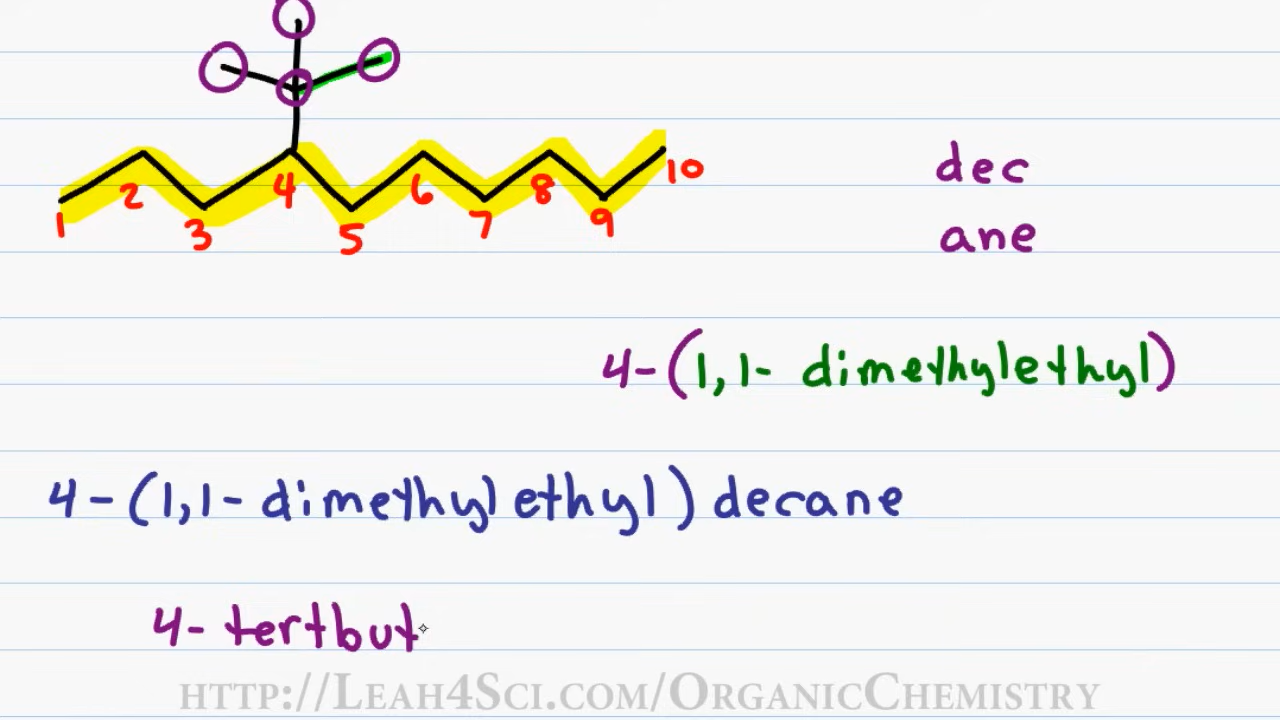 1 2 3 4 5 6 7 8 9 10
dec
ane
4-(1,1- dimethylethyl)
4-(1,1-dimethylethyl)decane
4-tertbut
HTTP://LEAH4SCI.COM/ORGANICCHEMISTRY